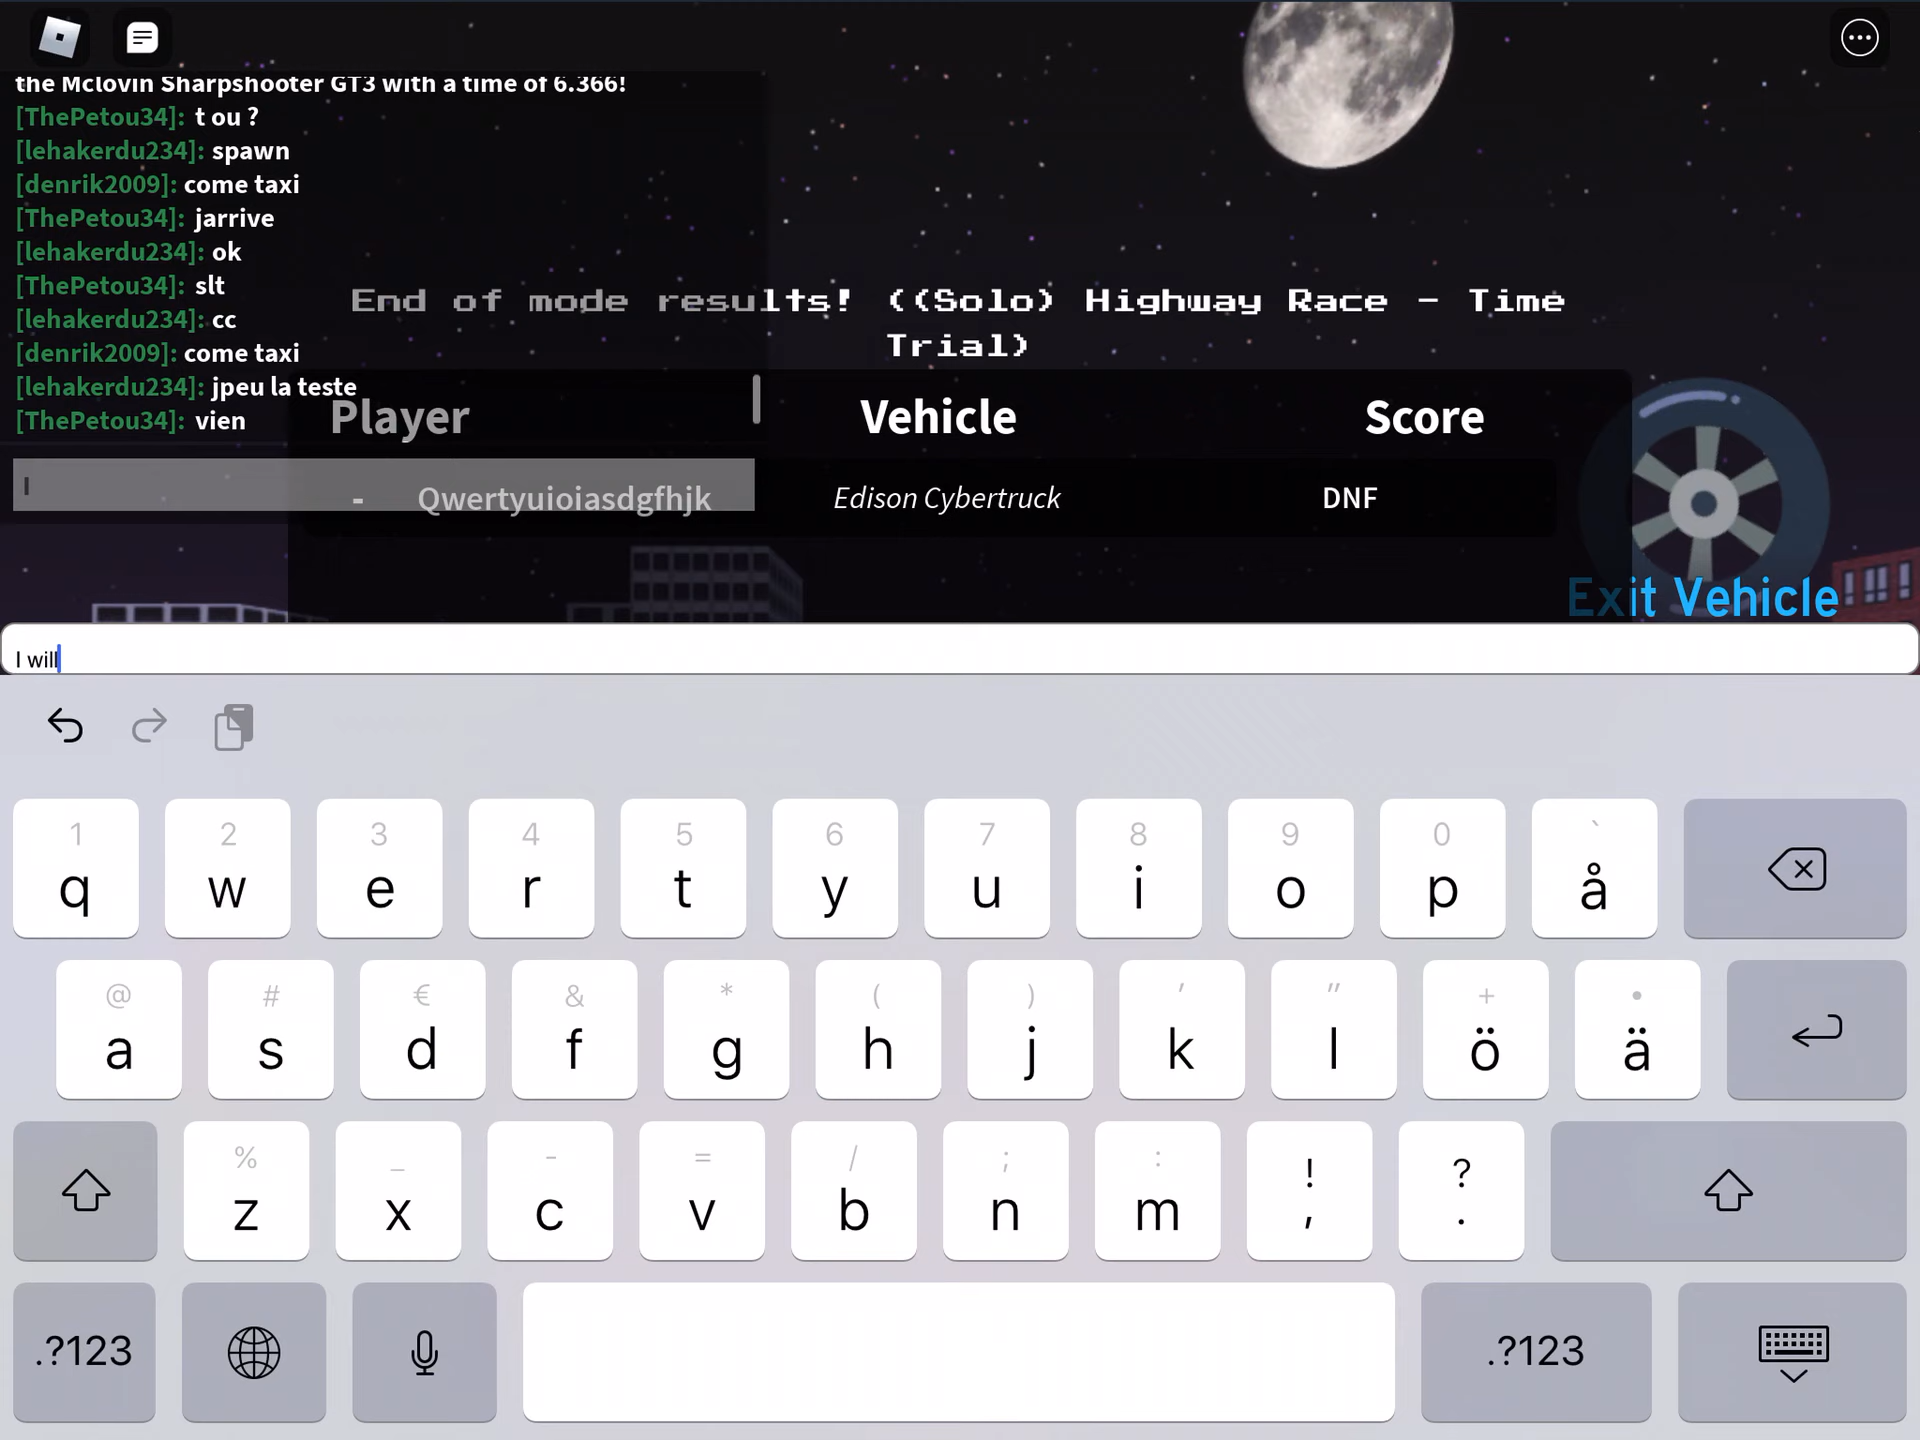 the Mclovin Sharpshooter GT3 with a time of 6.366!
[ThePetou34]: t ou ?
[lehakerdu234]: spawn
[denrik2009]: come taxi
[ThePetou34]: jarrive
[lehakerdu234]: ok
[ThePetou34]: slt
[lehakerdu234]: cc
[denrik2009]: come taxi
[lehakerdu234]: jpeu la teste
[ThePetou34]: vien
I
End of mode results! ((Solo) Highway Race - Time
Trial)
Player Vehicle Score
- Qwertyuioiasdgfhjk Edison Cybertruck DNF
Exit Vehicle
I will
1 2 3 4 5 6 7 8 9 0 `
q w e r t y u i o p å
@ # € & * ( ) ' " + •
a s d f g h j k l ö ä
% _ - = / ; : ! ?
z x c v b n m , .
.?123 .?123